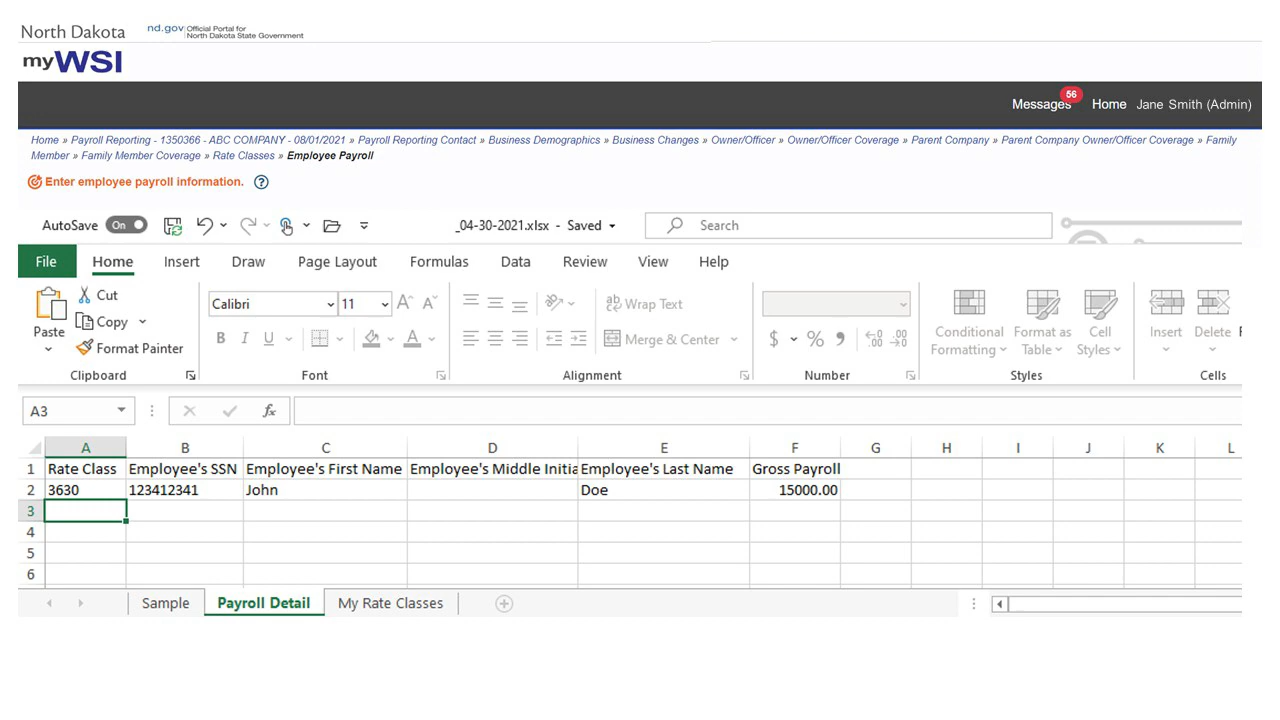 North Dakota
nd.gov Official Portal for
North Dakota State Government
myWSI
Messages 56 Home Jane Smith (Admin)
Home » Payroll Reporting - 1350366 - ABC COMPANY - 08/01/2021 » Payroll Reporting Contact » Business Demographics » Business Changes » Owner/Officer » Owner/Officer Coverage » Parent Company » Parent Company Owner/Officer Coverage » Family
Member » Family Member Coverage » Rate Classes » Employee Payroll
Enter employee payroll information. ?
AutoSave On _04-30-2021.xlsx - Saved Search
File Home Insert Draw Page Layout Formulas Data Review View Help
Paste Cut
Copy
Format Painter
Clipboard
Calibri 11 A A
B I U A
Font
ab Wrap Text
Merge & Center
Alignment
$ % 9 .00 .00
Number
Conditional Formatting
Format as Table
Cell Styles
Styles
Insert Delete F
Cells
A3 fx
A B C D E F G H I J K L
1 Rate Class Employee's SSN Employee's First Name Employee's Middle Initia Employee's Last Name Gross Payroll
2 3630 123412341 John Doe 15000.00
3
4
5
6
Sample Payroll Detail My Rate Classes